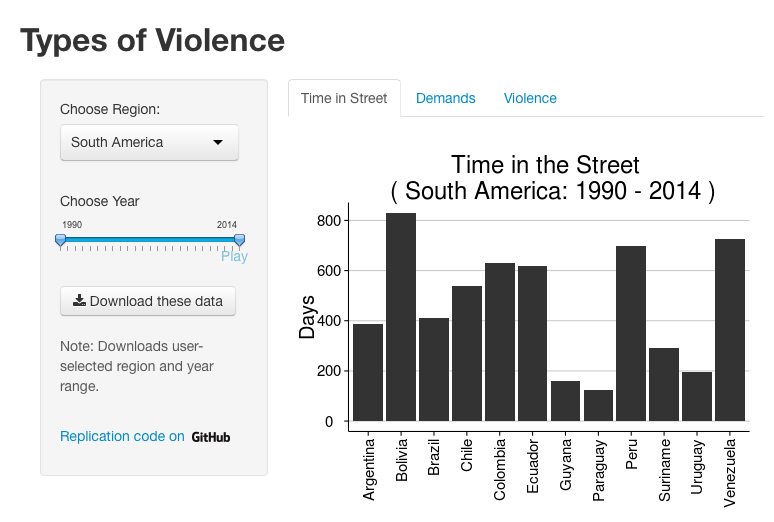 Types of Violence
Choose Region:
South America
Choose Year
1990 2014
Play
Download these data
Note: Downloads user-
selected region and year
range.
Replication code on GitHub
Time in Street Demands Violence
Time in the Street
( South America: 1990 - 2014 )
Days
800
600
400
200
0
Argentina
Bolivia
Brazil
Chile
Colombia
Ecuador
Guyana
Paraguay
Peru
Suriname
Uruguay
Venezuela